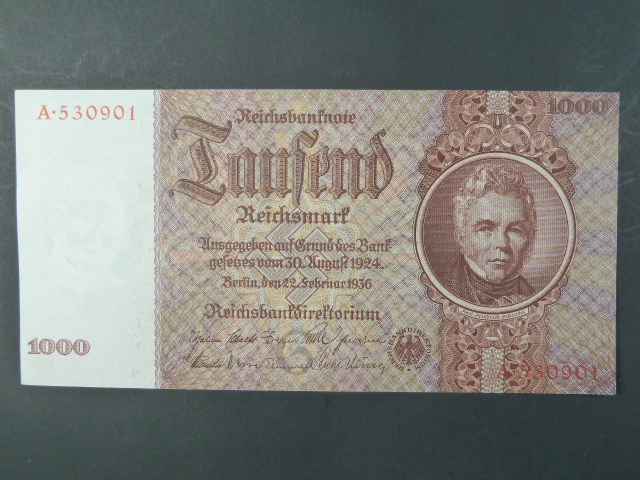 A·530901
1000
Reichsbanknote
Tausend
Reichsmark
Ausgegeben auf Grund des Bank
gesetzes vom 30. August 1924.
Berlin, den 22. Februar 1936
Reichsbankdirektorium
1000
A·530901